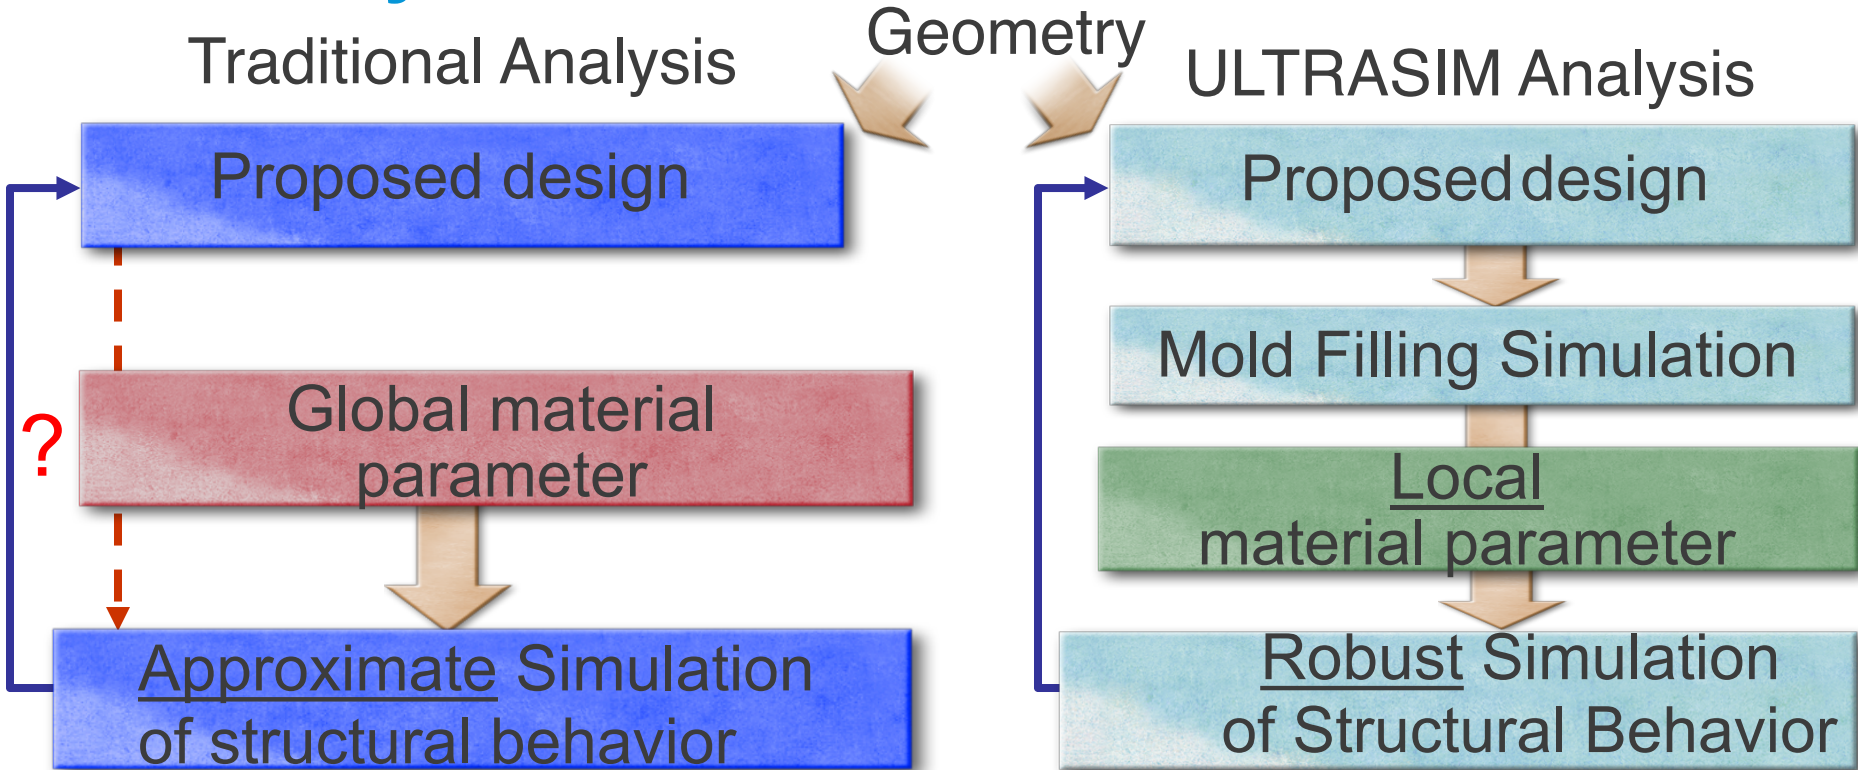 Geometry
Traditional Analysis
Proposed design
?
Global material
parameter
Approximate Simulation
of structural behavior
ULTRASIM Analysis
Proposed design
Mold Filling Simulation
Local
material parameter
Robust Simulation
of Structural Behavior